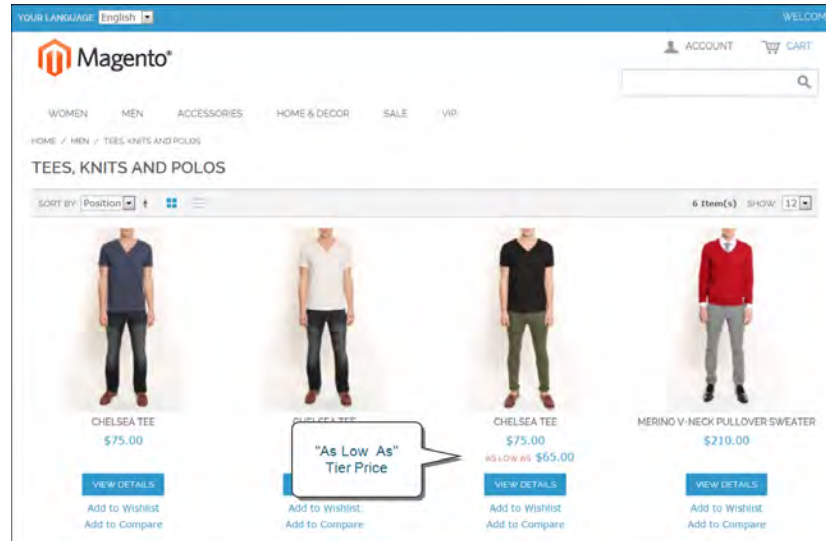 YOUR LANGUAGE: English
WELCOM
Magento®
ACCOUNT
CART
WOMEN MEN ACCESSORIES HOME & DECOR SALE VIP
HOME / MEN / TEES, KNITS AND POLOS
TEES, KNITS AND POLOS
SORT BY Position
6 Item(s) SHOW 12
CHELSEA TEE
$75.00
VIEW DETAILS
Add to Wishlist
Add to Compare
CHELSEA TEE
"As Low As"
Tier Price
Add to Wishlist
Add to Compare
CHELSEA TEE
$75.00
AS LOW AS $65.00
VIEW DETAILS
Add to Wishlist
Add to Compare
MERINO V-NECK PULLOVER SWEATER
$210.00
VIEW DETAILS
Add to Wishlist
Add to Compare